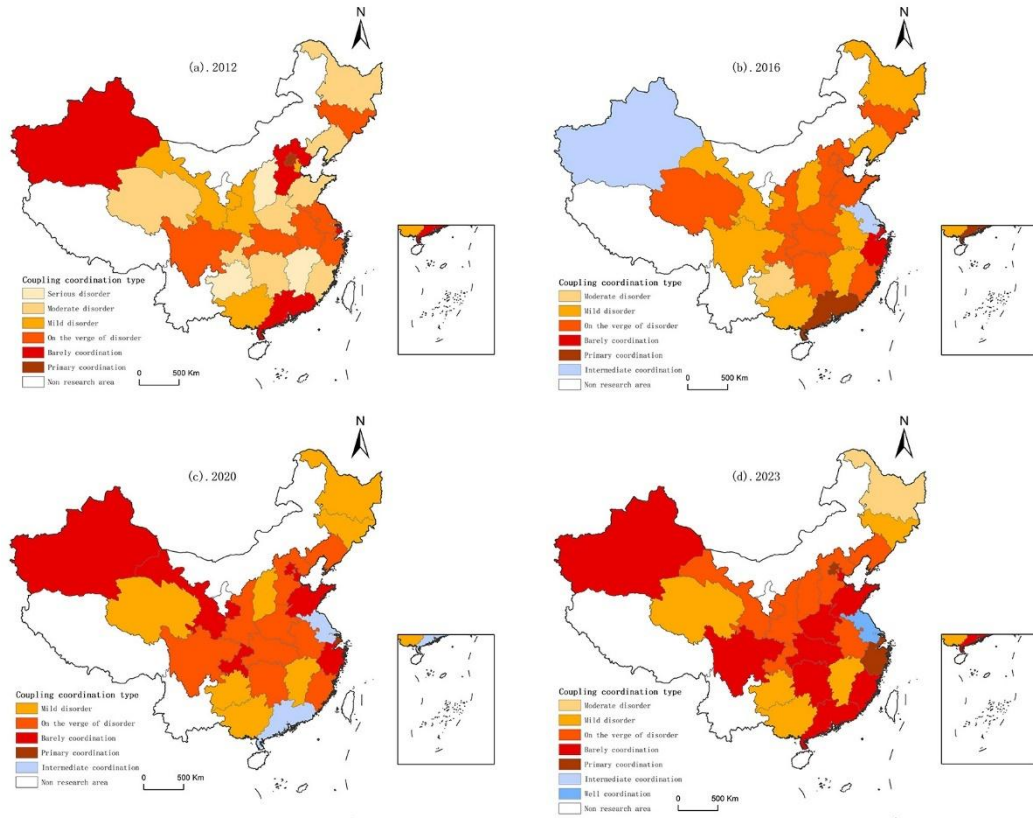 N
(a).2012
Coupling coordination type
Serious disorder
Moderate disorder
Mild disorder
On the verge of disorder
Barely coordination
Primary coordination
Non research area
0 500 Km
N
(b).2016
Coupling coordination type
Moderate disorder
Mild disorder
On the verge of disorder
Barely coordination
Primary coordination
Intermediate coordination
Non research area
0 500 Km
N
(c).2020
Coupling coordination type
Mild disorder
On the verge of disorder
Barely coordination
Primary coordination
Intermediate coordination
Non research area
0 500 Km
N
(d).2023
Coupling coordination type
Moderate disorder
Mild disorder
On the verge of disorder
Barely coordination
Primary coordination
Intermediate coordination
Well coordination
Non research area
0 500 Km